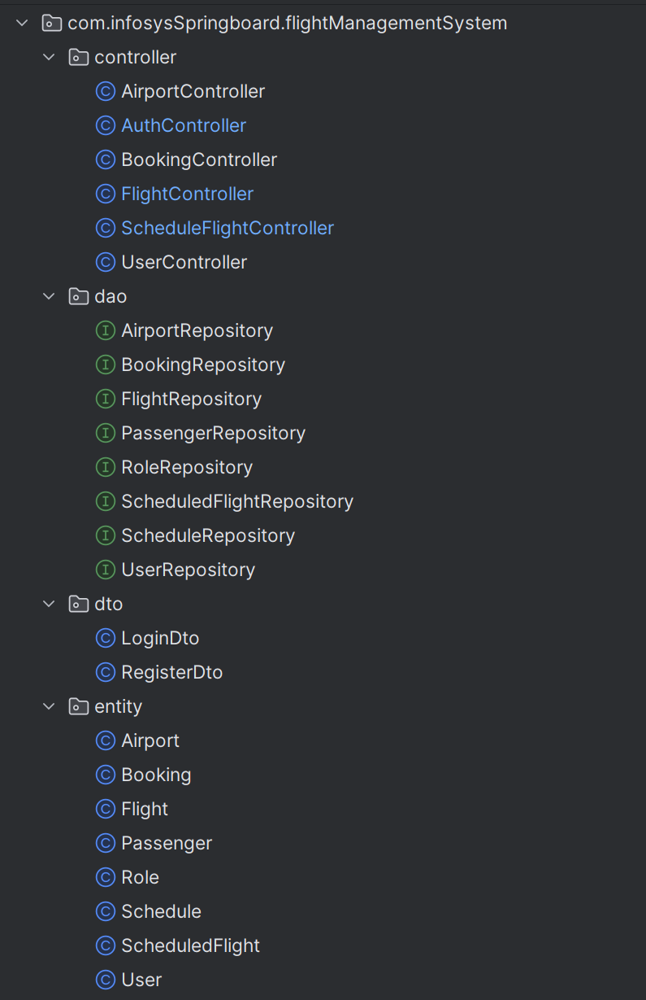 com.infosysSpringboard.flightManagementSystem
controller
C AirportController
C AuthController
C BookingController
C FlightController
C ScheduleFlightController
C UserController
dao
I AirportRepository
I BookingRepository
I FlightRepository
I PassengerRepository
I RoleRepository
I ScheduledFlightRepository
I ScheduleRepository
I UserRepository
dto
C LoginDto
C RegisterDto
entity
C Airport
C Booking
C Flight
C Passenger
C Role
C Schedule
C ScheduledFlight
C User